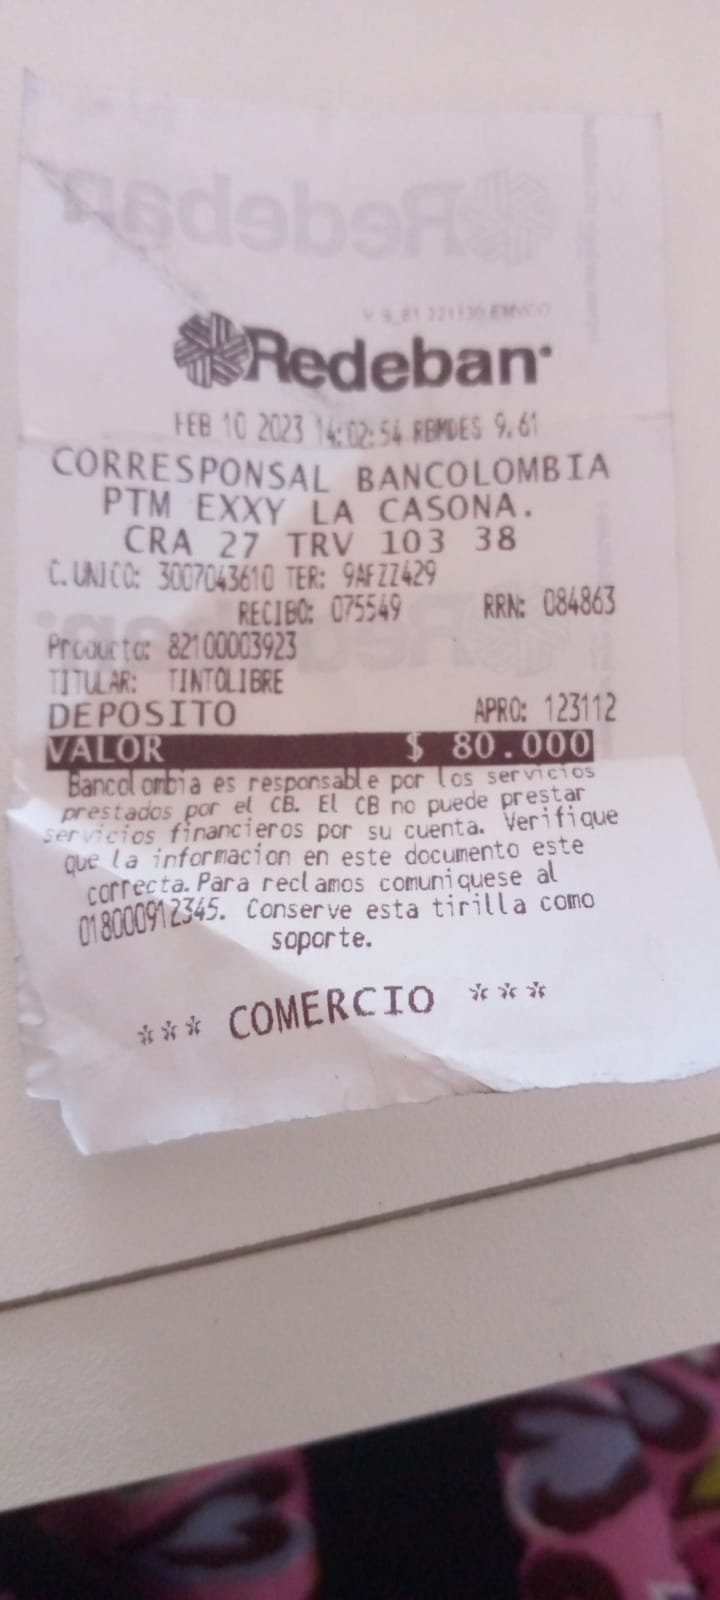 Redeban
V 9_61 221130 EMVCO
Redeban
FEB 10 2023 14:02:54 RBMDES 9.61
CORRESPONSAL BANCOLOMBIA
PTM EXXY LA CASONA.
CRA 27 TRV 103 38
C.UNICO: 3007043610 TER: 9AFZZ429
RECIBO: 075549 RRN: 084863
Producto: 82100003923
TITULAR: TINTOLIBRE
DEPOSITO APRO: 123112
VALOR $ 80.000
Bancolombia es responsable por los servicios
prestados por el CB. El CB no puede prestar
servicios financieros por su cuenta. Verifique
que la informacion en este documento este
correcta. Para reclamos comuniquese al
018000912345. Conserve esta tirilla como
soporte.
*** COMERCIO ***